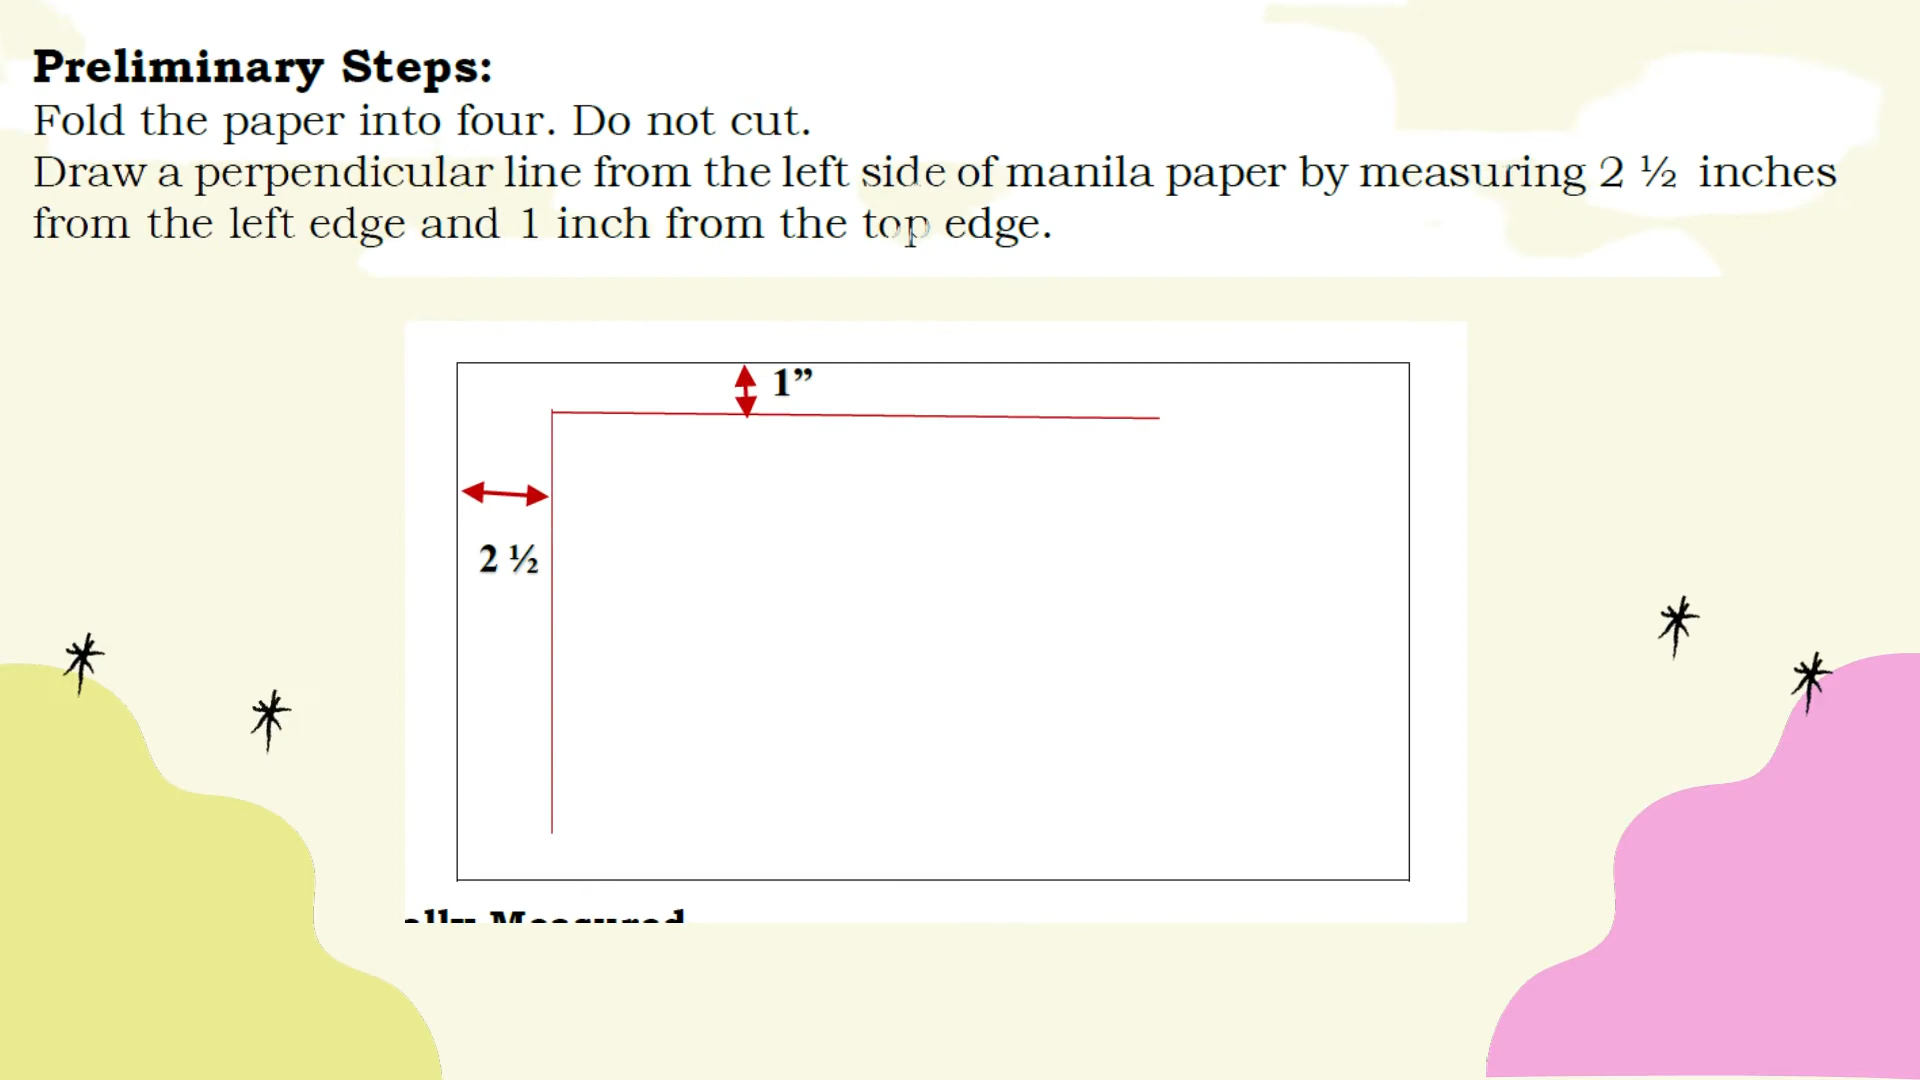 Preliminary Steps:
Fold the paper into four. Do not cut.
Draw a perpendicular line from the left side of manila paper by measuring 2 ½ inches
from the left edge and 1 inch from the top edge.
1”
2 ½
ally Measured